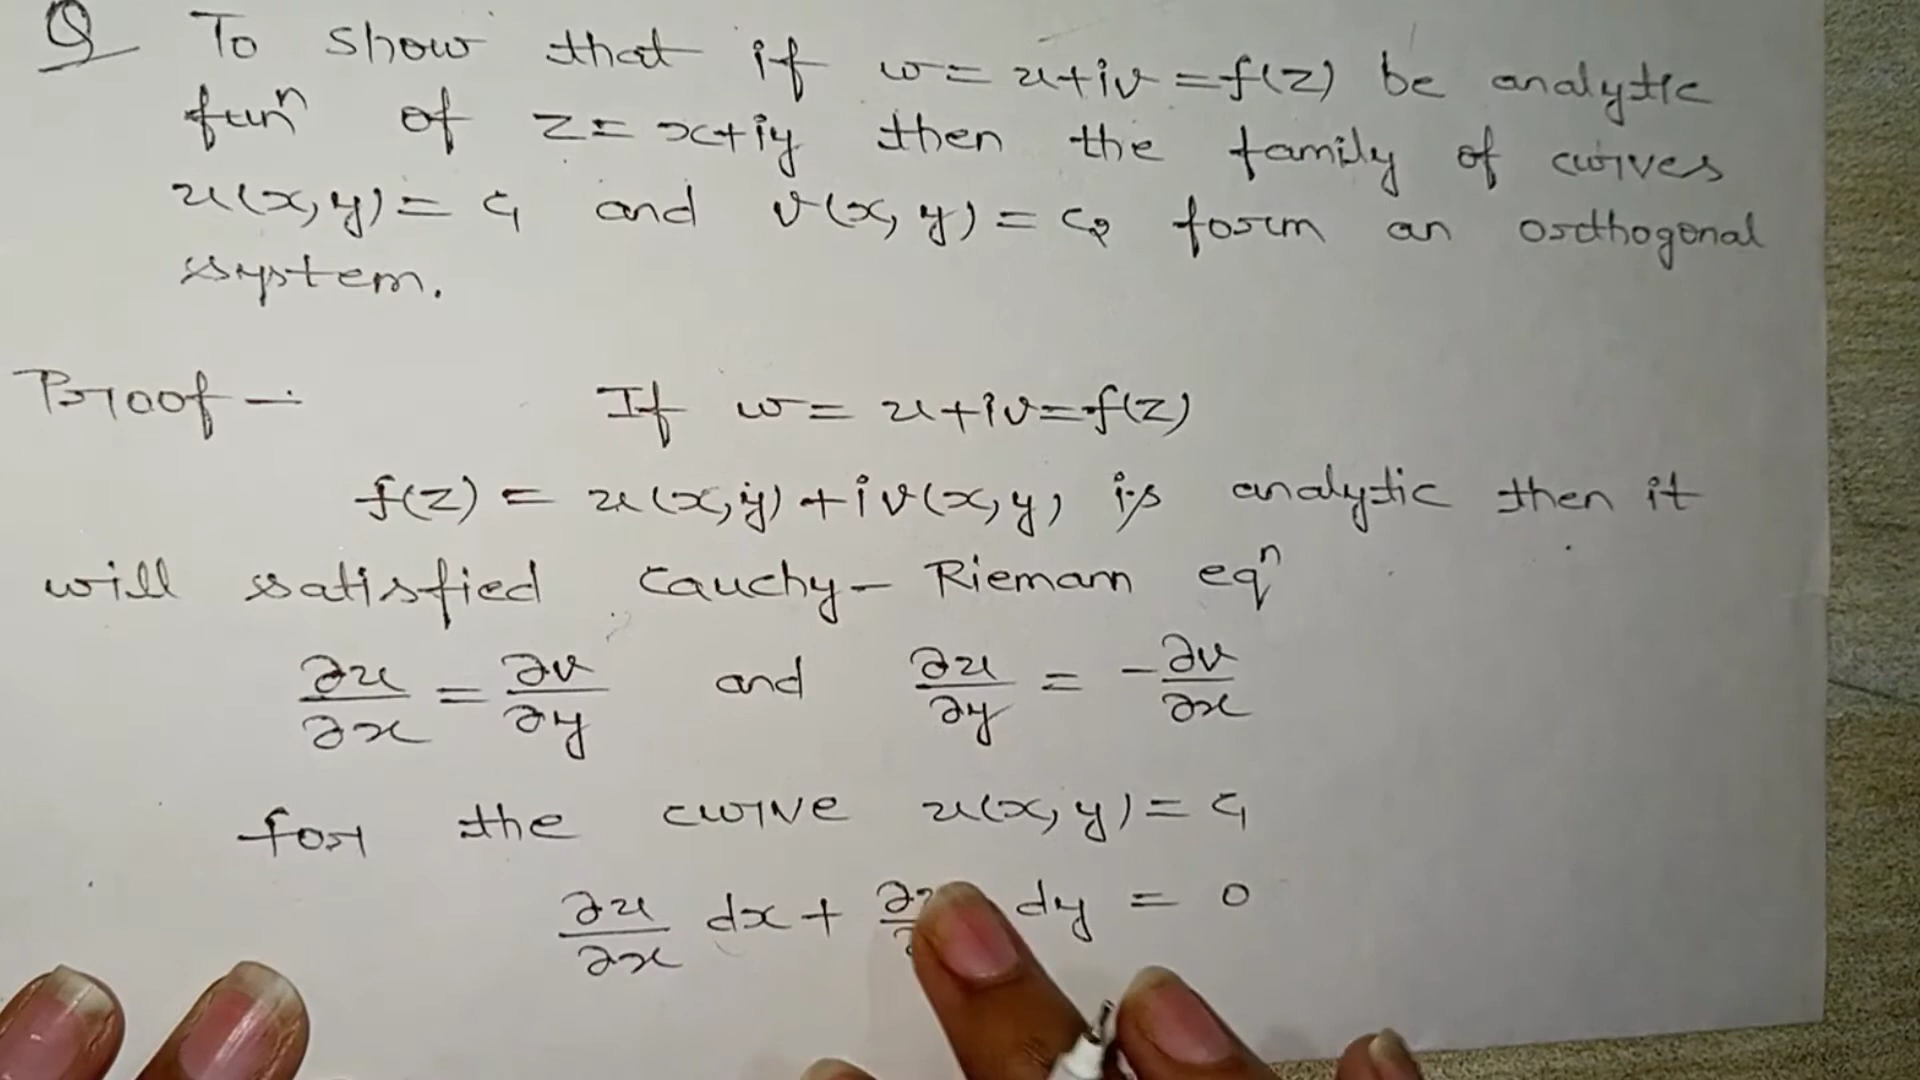 Q To show that if w = u+iv = f(z) be analytic
funⁿ of z = x+iy then the family of curves
u(x,y) = c₁ and v(x,y) = c₂ form an orthogonal
system.
Proof - If w = u+iv = f(z)
f(z) = u(x,y) + iv(x,y) is analytic then it
will satisfied Cauchy - Riemann eqⁿ
∂u/∂x = ∂v/∂y and ∂u/∂y = -∂v/∂x
for the curve u(x,y) = c₁
∂u/∂x dx + dy = 0